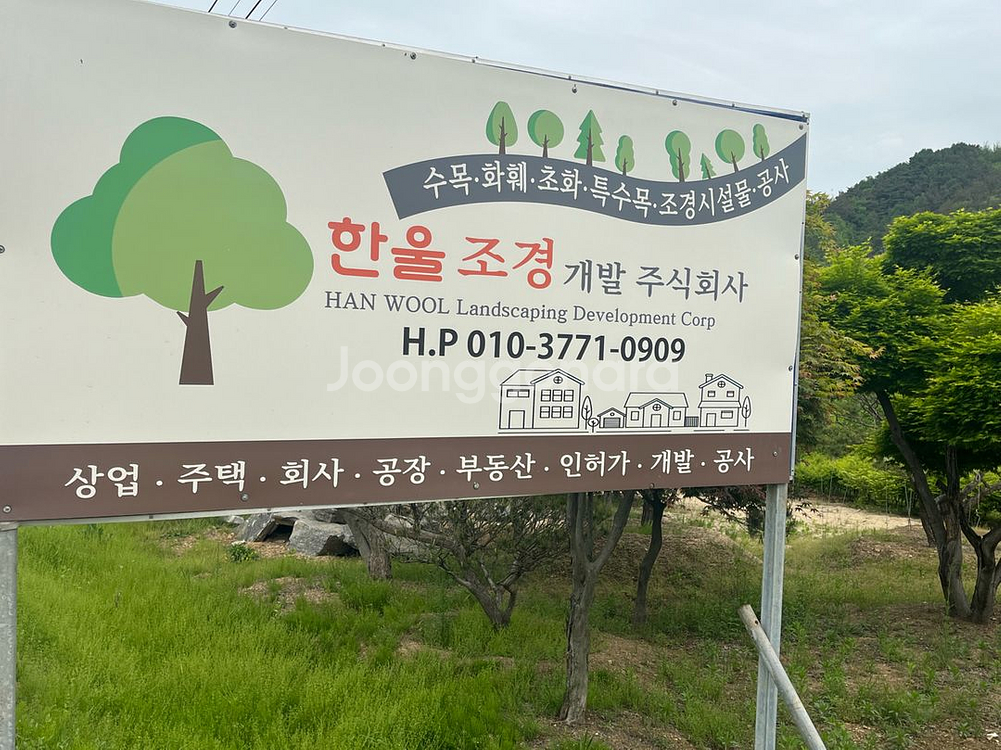 수목·화훼·초화·특수목·조경시설물·공사
한울 조경 개발 주식회사
HAN WOOL Landscaping Development Corp
H.P 010-3771-0909
Joonggonara
상업 · 주택 · 회사 · 공장 · 부동산 · 인허가 · 개발 · 공사